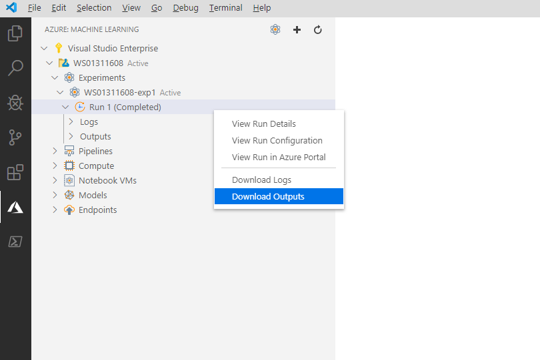 File Edit Selection View Go Debug Terminal Help
AZURE: MACHINE LEARNING
Visual Studio Enterprise
WS01311608 Active
Experiments
WS01311608-exp1 Active
Run 1 (Completed)
Logs
Outputs
Pipelines
Compute
Notebook VMs
Models
Endpoints
View Run Details
View Run Configuration
View Run in Azure Portal
Download Logs
Download Outputs